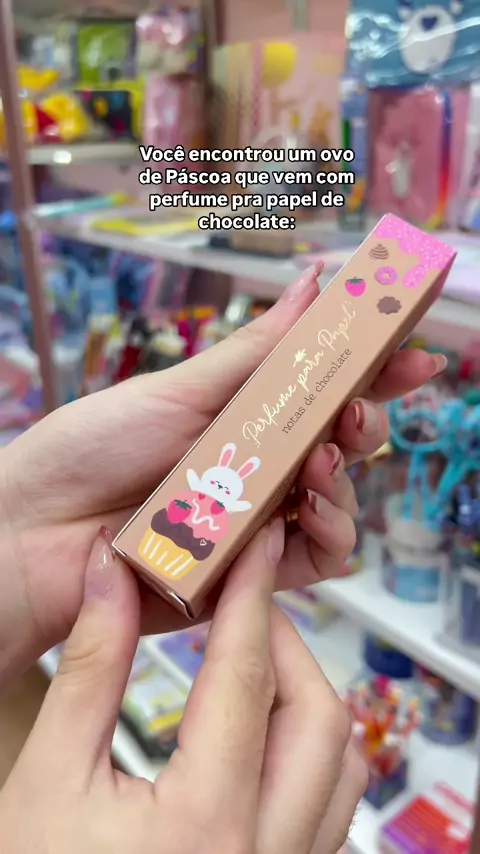 Você encontrou um ovo
de Páscoa que vem com
perfume pra papel de
chocolate:
Perfume para Papel
notas de chocolate